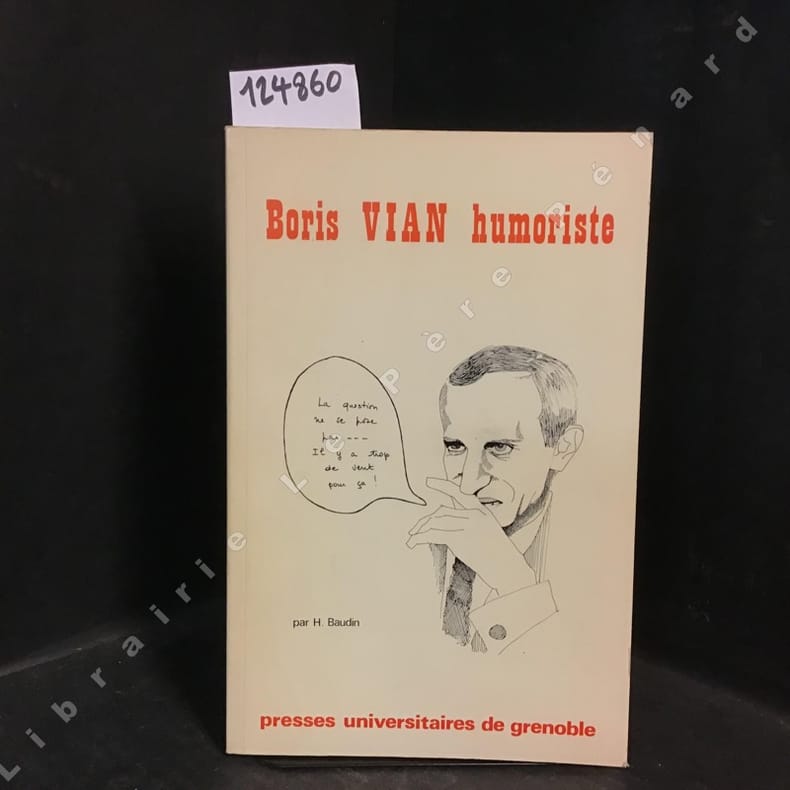 124860
Boris VIAN humoriste
La question
ne se pose
pas ---
Il y a trop
de vent
pour ça !
par H. Baudin
presses universitaires de grenoble
Librairie Le Père Pénard